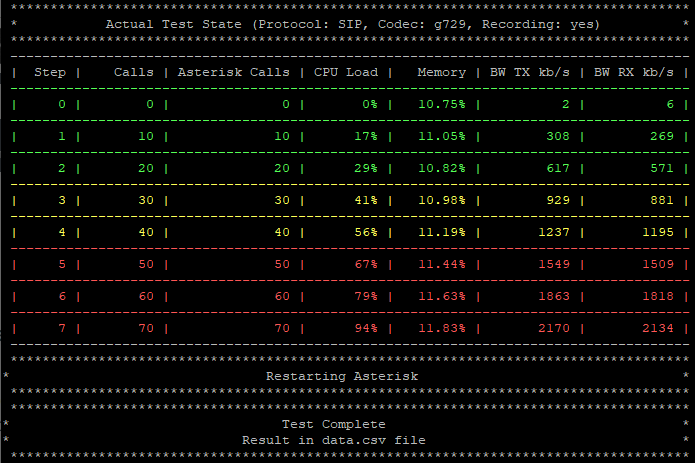 *************************************************************************************
*           Actual Test State (Protocol: SIP, Codec: g729, Recording: yes)          *
*************************************************************************************
-------------------------------------------------------------------------------------
|  Step |    Calls | Asterisk Calls | CPU Load |   Memory | BW TX kb/s | BW RX kb/s |
-------------------------------------------------------------------------------------
|     0 |        0 |              0 |       0% |   10.75% |          2 |          6 |
-------------------------------------------------------------------------------------
|     1 |       10 |             10 |      17% |   11.05% |        308 |        269 |
-------------------------------------------------------------------------------------
|     2 |       20 |             20 |      29% |   10.82% |        617 |        571 |
-------------------------------------------------------------------------------------
|     3 |       30 |             30 |      41% |   10.98% |        929 |        881 |
-------------------------------------------------------------------------------------
|     4 |       40 |             40 |      56% |   11.19% |       1237 |       1195 |
-------------------------------------------------------------------------------------
|     5 |       50 |             50 |      67% |   11.44% |       1549 |       1509 |
-------------------------------------------------------------------------------------
|     6 |       60 |             60 |      79% |   11.63% |       1863 |       1818 |
-------------------------------------------------------------------------------------
|     7 |       70 |             70 |      94% |   11.83% |       2170 |       2134 |
-------------------------------------------------------------------------------------
*************************************************************************************
*                                Restarting Asterisk                                 *
*************************************************************************************
*************************************************************************************
*                                  Test Complete                                     *
*                             Result in data.csv file                                *
*************************************************************************************